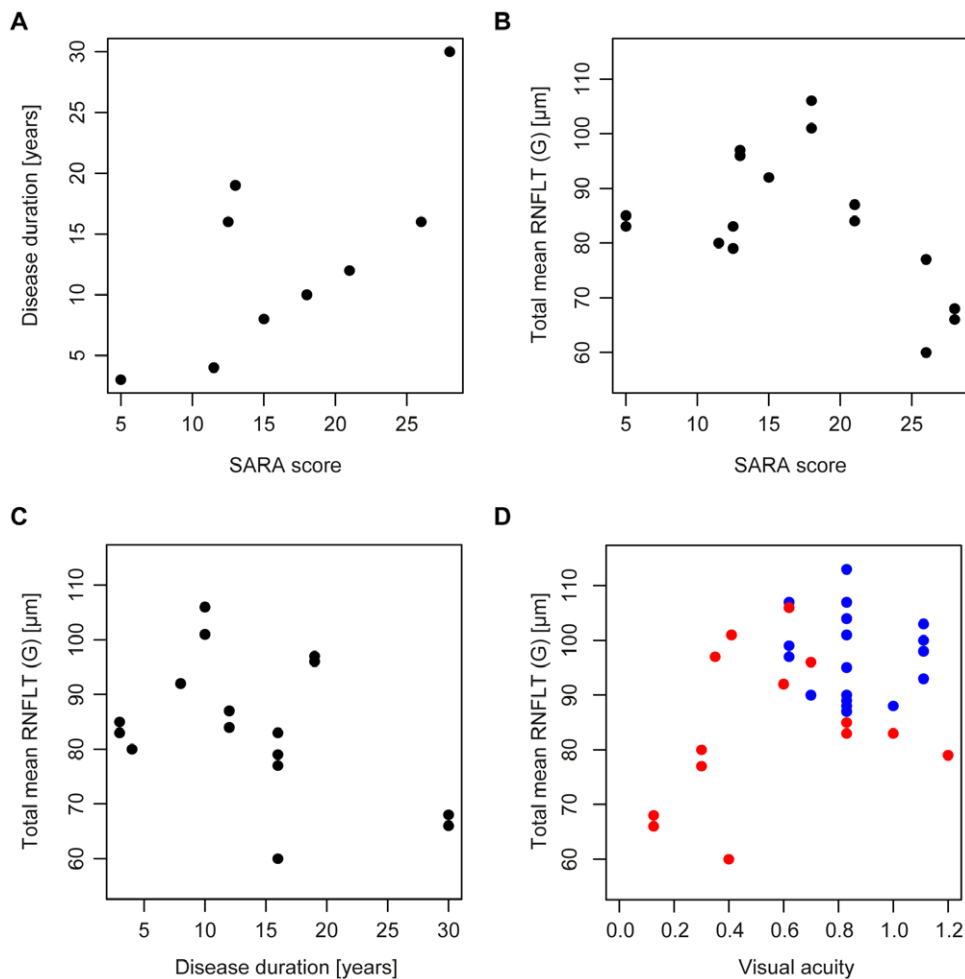 A
Disease duration [years]
30
25
20
15
10
5
5 10 15 20 25
SARA score
B
Total mean RNFLT (G) [µm]
110
100
90
80
70
60
5 10 15 20 25
SARA score
C
Total mean RNFLT (G) [µm]
110
100
90
80
70
60
5 10 15 20 25 30
Disease duration [years]
D
Total mean RNFLT (G) [µm]
110
100
90
80
70
60
0.0 0.2 0.4 0.6 0.8 1.0 1.2
Visual acuity